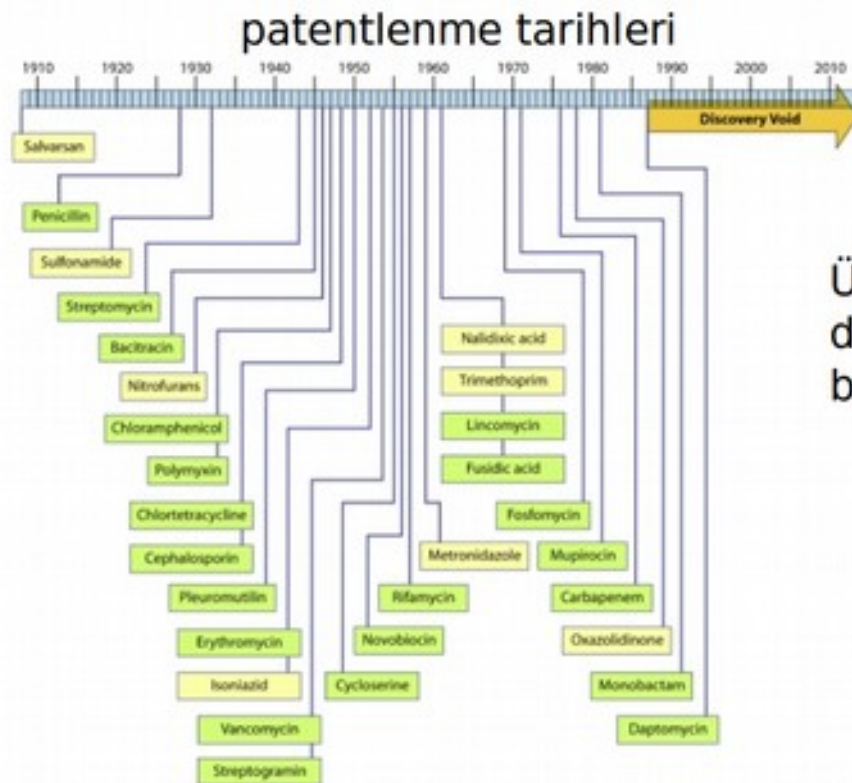 patentlenme tarihleri
1910 1920 1930 1940 1950 1960 1970 1980 1990 2000 2010
Discovery Void
Salvarsan
Penicillin
Sulfonamide
Streptomycin
Bacitracin
Nitrofurans
Chloramphenicol
Polymyxin
Chlortetracycline
Cephalosporin
Pleuromutilin
Erythromycin
Isoniazid
Vancomycin
Streptogramin
Cycloserine
Novobiocin
Rifamycin
Metronidazole
Nalidixic acid
Trimethoprim
Lincomycin
Fusidic acid
Fosfomycin
Mupirocin
Carbapenem
Oxazolidinone
Monobactam
Daptomycin
Ü
d
b